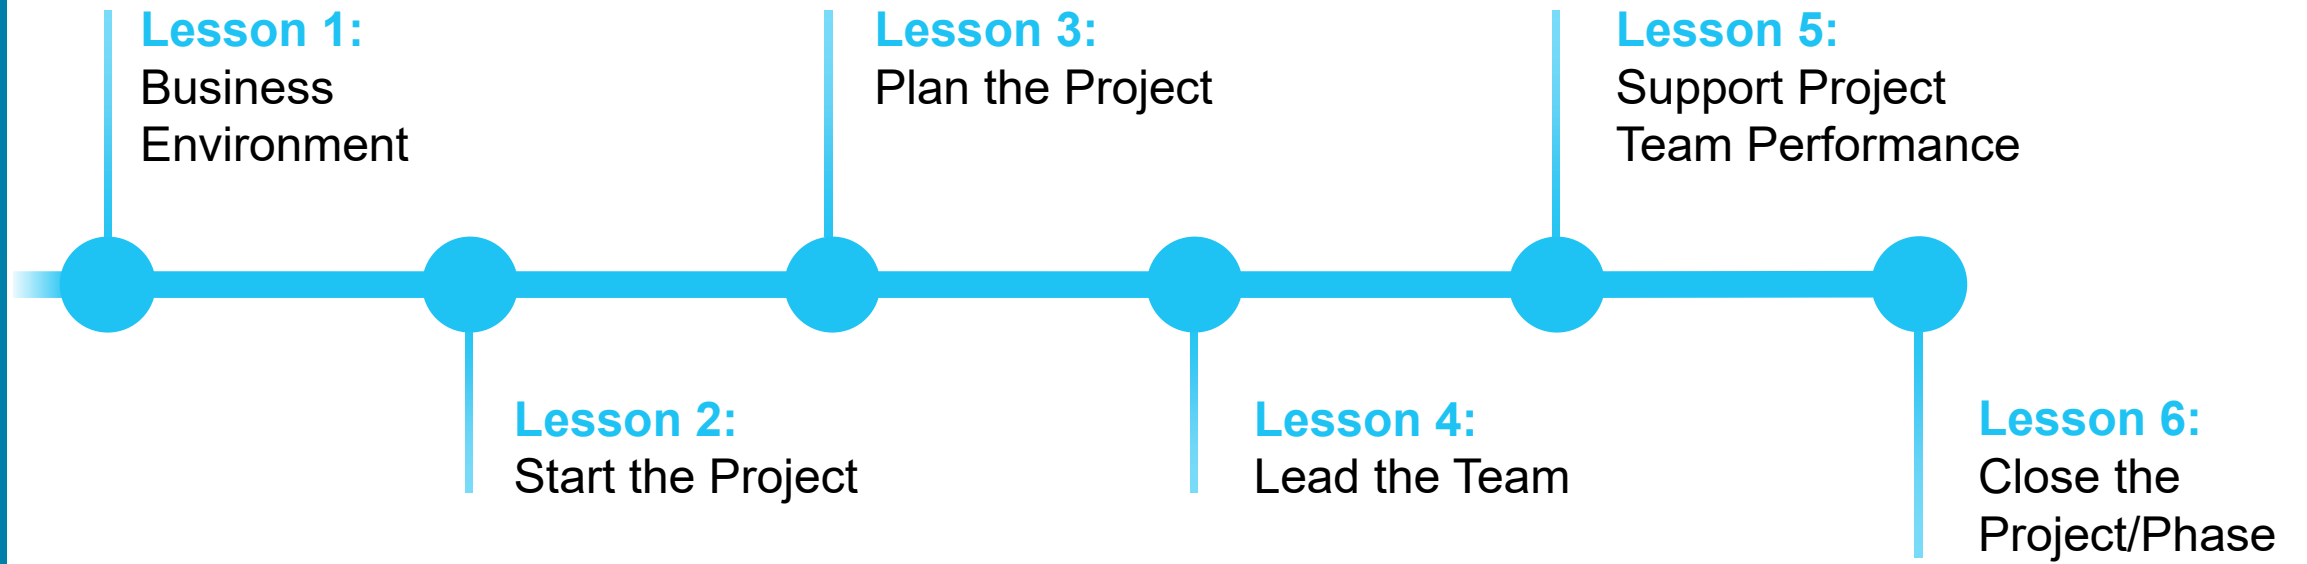 Lesson 1:
Business
Environment
Lesson 2:
Start the Project
Lesson 3:
Plan the Project
Lesson 4:
Lead the Team
Lesson 5:
Support Project
Team Performance
Lesson 6:
Close the
Project/Phase